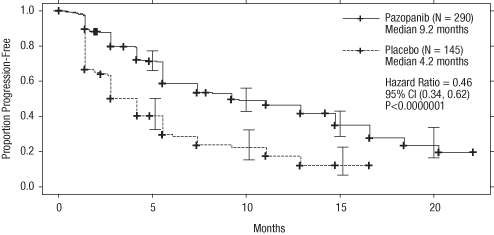 1.0
0.8
0.6
0.4
0.2
0.0
Proportion Progression-Free
0 5 10 15 20
Months
Pazopanib (N = 290)
Median 9.2 months
Placebo (N = 145)
Median 4.2 months
Hazard Ratio = 0.46
95% CI (0.34, 0.62)
P<0.0000001